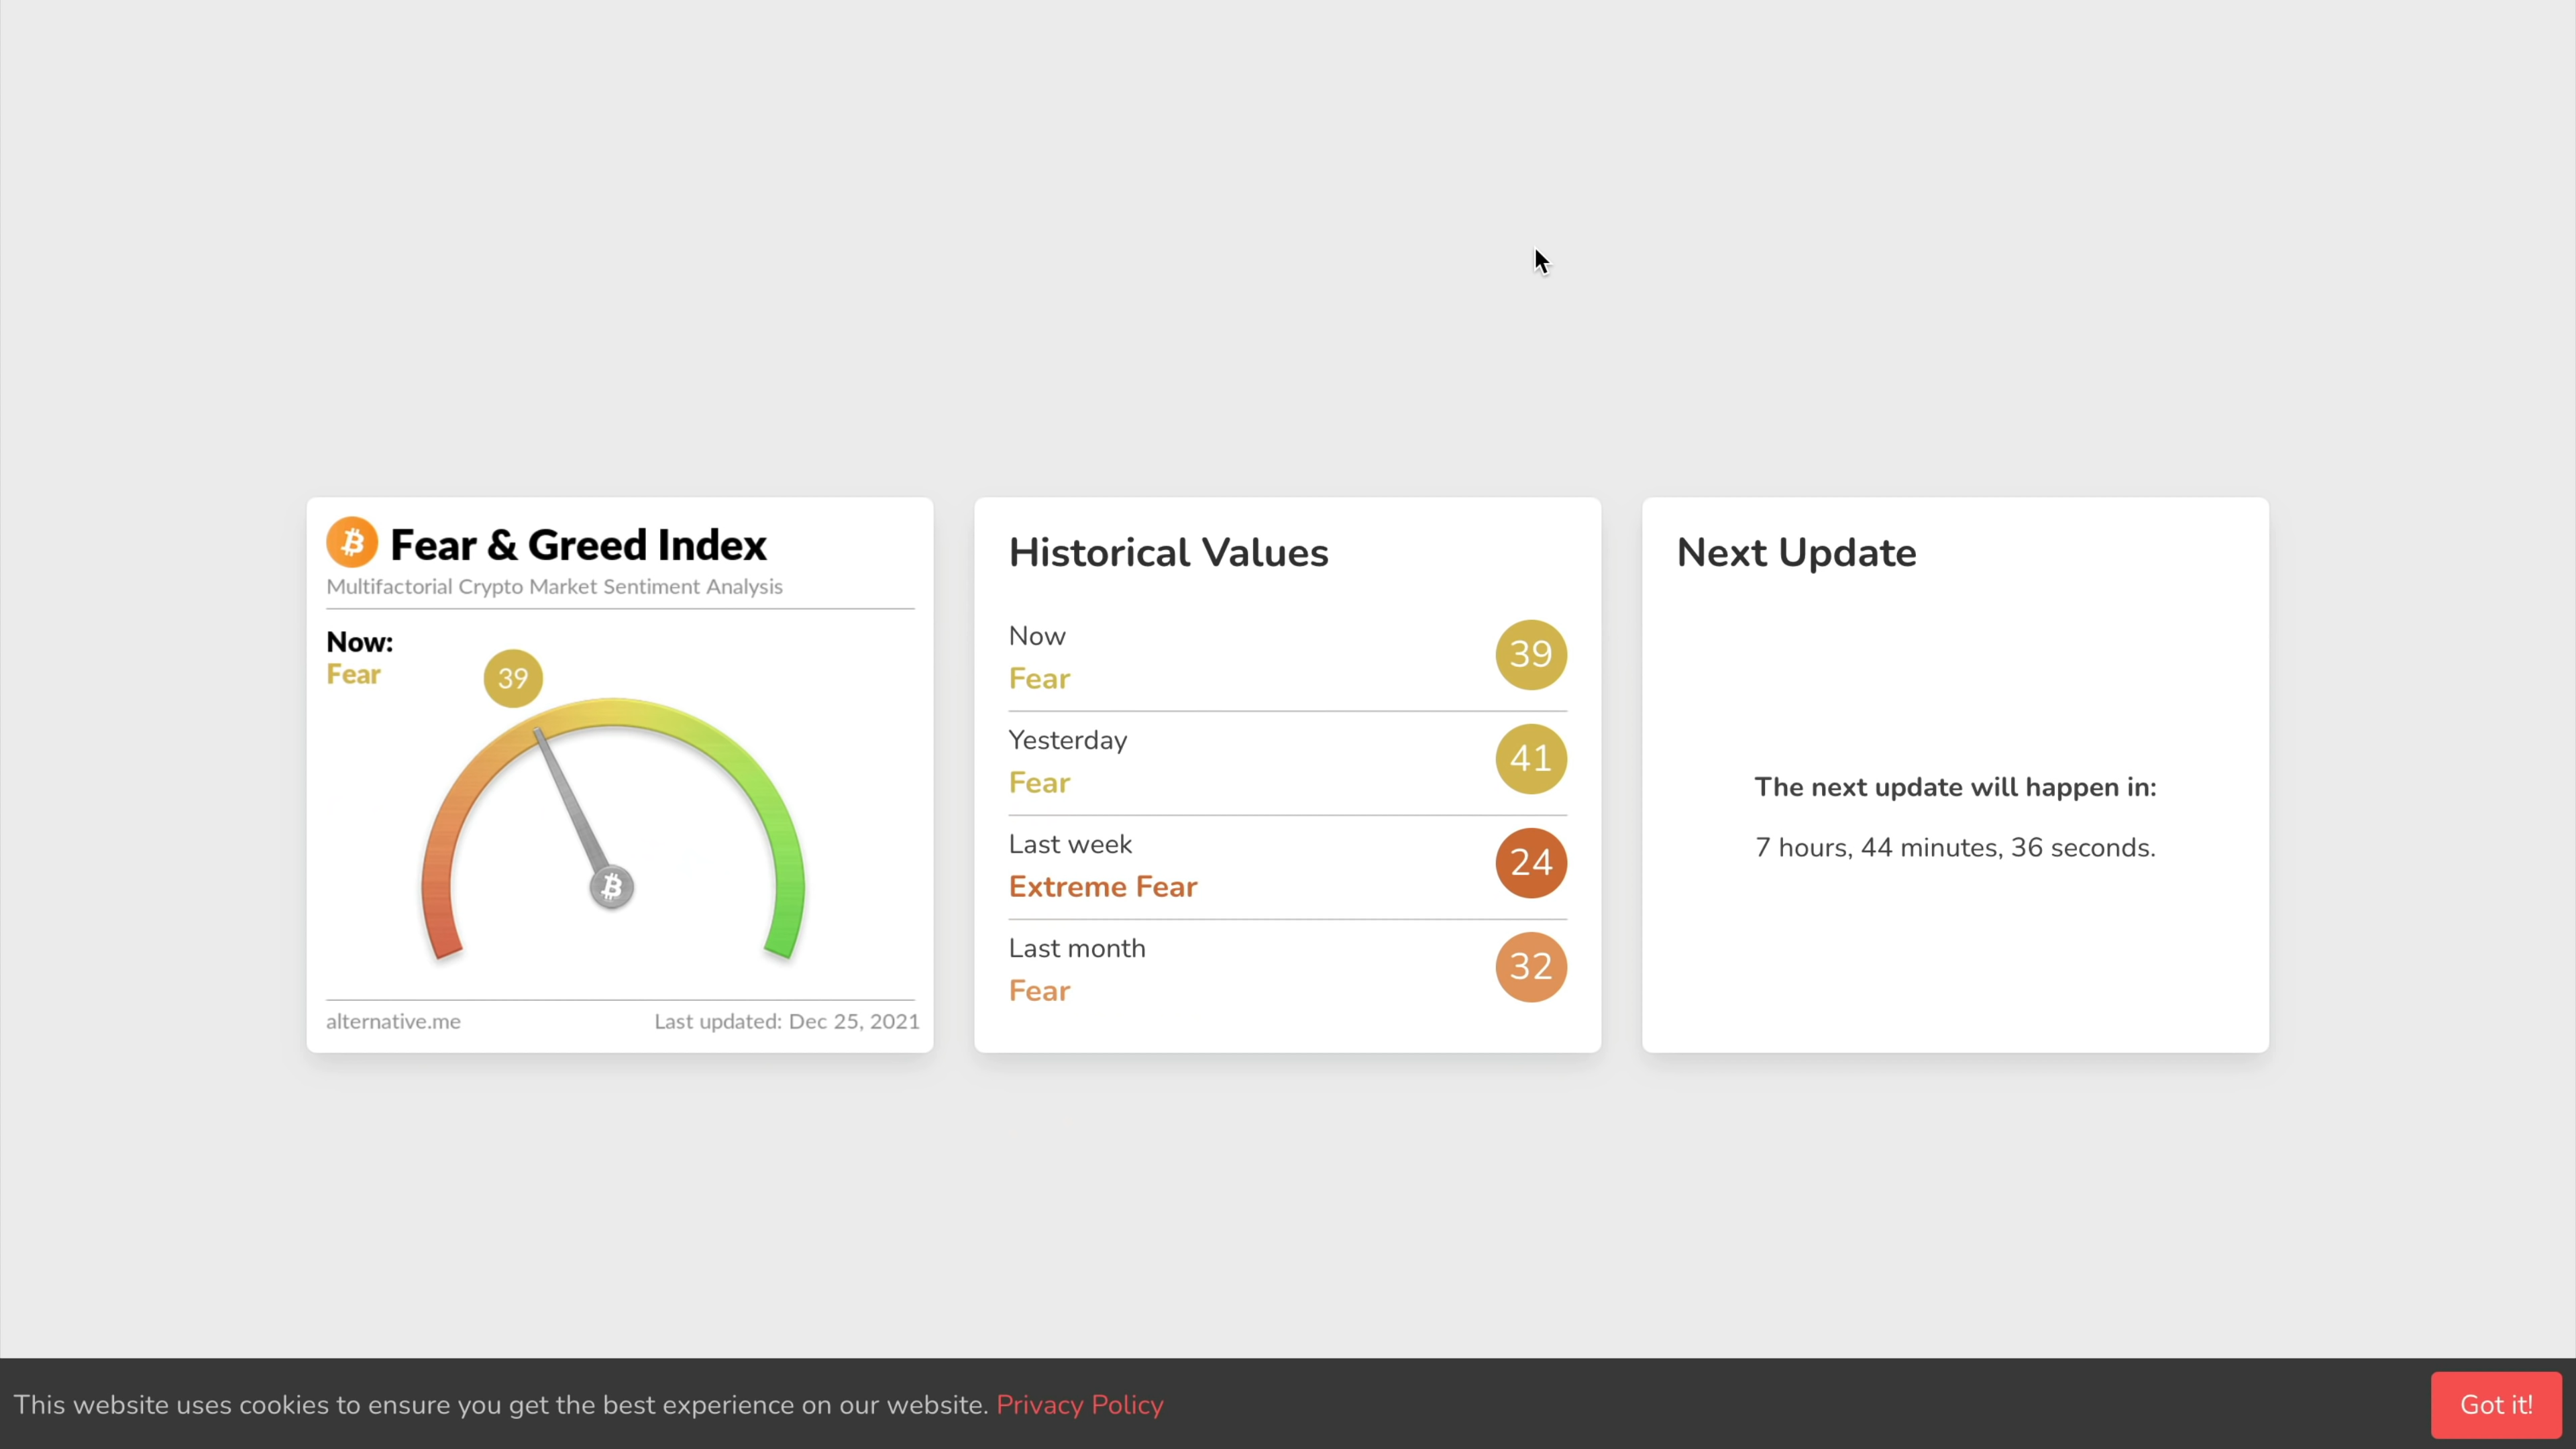 Fear & Greed Index
Multifactorial Crypto Market Sentiment Analysis
Now:
Fear
39
alternative.me
Last updated: Dec 25, 2021
Historical Values
Now
Fear
39
Yesterday
Fear
41
Last week
Extreme Fear
24
Last month
Fear
32
Next Update
The next update will happen in:
7 hours, 44 minutes, 36 seconds.
This website uses cookies to ensure you get the best experience on our website. Privacy Policy
Got it!